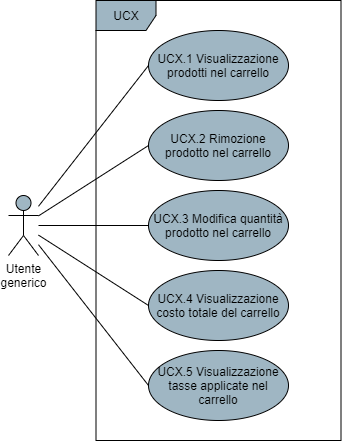 UCX
UCX.1 Visualizzazione
prodotti nel carrello
UCX.2 Rimozione
prodotto nel carrello
UCX.3 Modifica quantità
prodotto nel carrello
Utente
generico
UCX.4 Visualizzazione
costo totale del carrello
UCX.5 Visualizzazione
tasse applicate nel
carrello